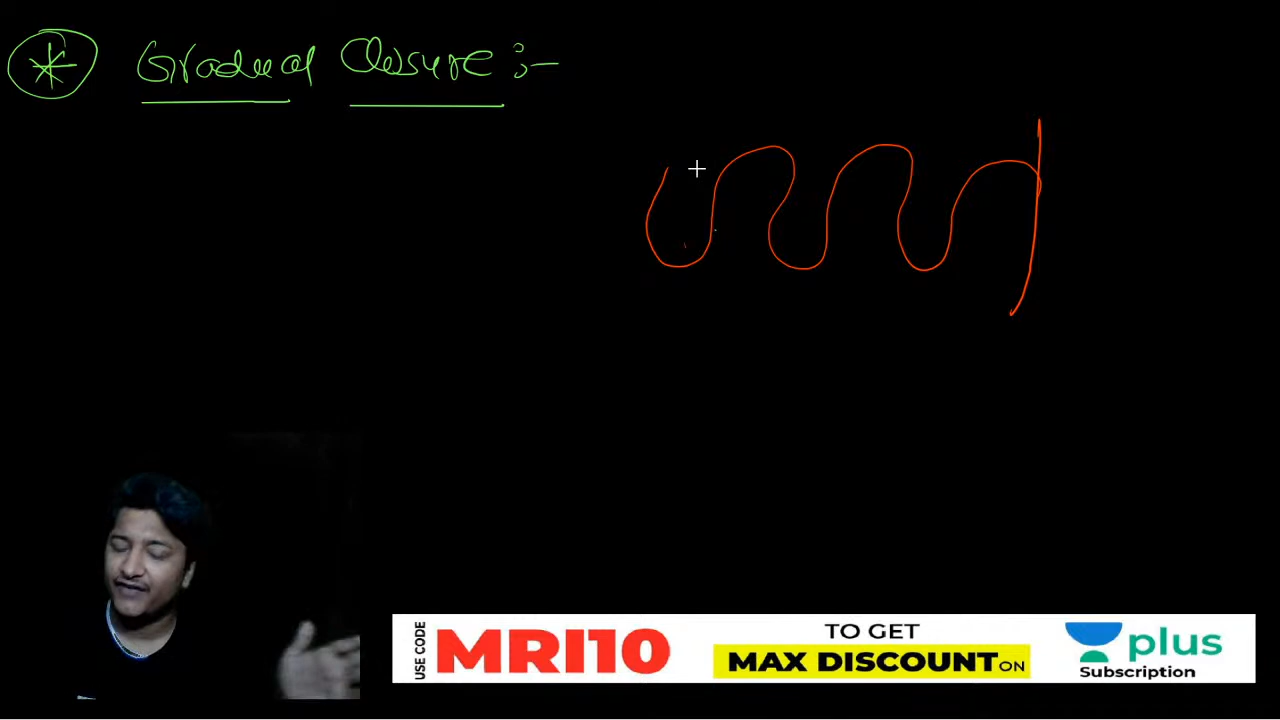 * Gradual Closure :-
USE CODE
MRI10
TO GET
MAX DISCOUNT ON
plus
Subscription